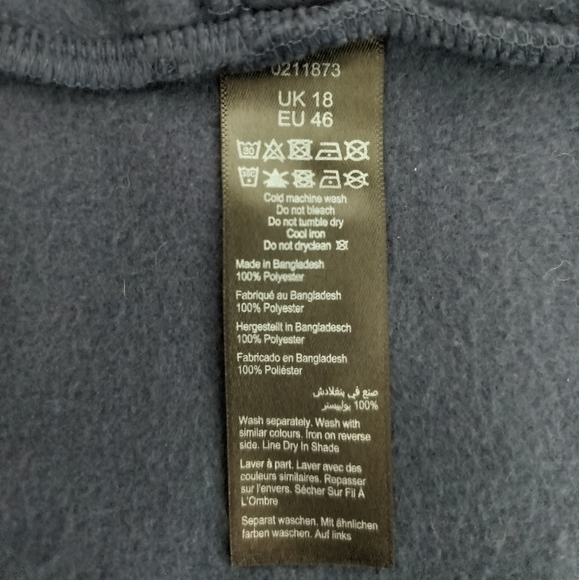 0211873
UK 18
EU 46
30
Cold machine wash
Do not bleach
Do not tumble dry
Cool iron
Do not dryclean
Made in Bangladesh
100% Polyester
Fabriqué au Bangladesh
100% Polyester
Hergestellt in Bangladesch
100% Polyester
Fabricado en Bangladesh
100% Poliéster
صنع في بنغلادش
100% بوليستر
Wash separately. Wash with
similar colours. Iron on reverse
side. Line Dry In Shade
Laver à part. Laver avec des
couleurs similaires. Repasser
sur l'envers. Sécher Sur Fil À
L'Ombre
Separat waschen. Mit ähnlichen
farben waschen. Auf links